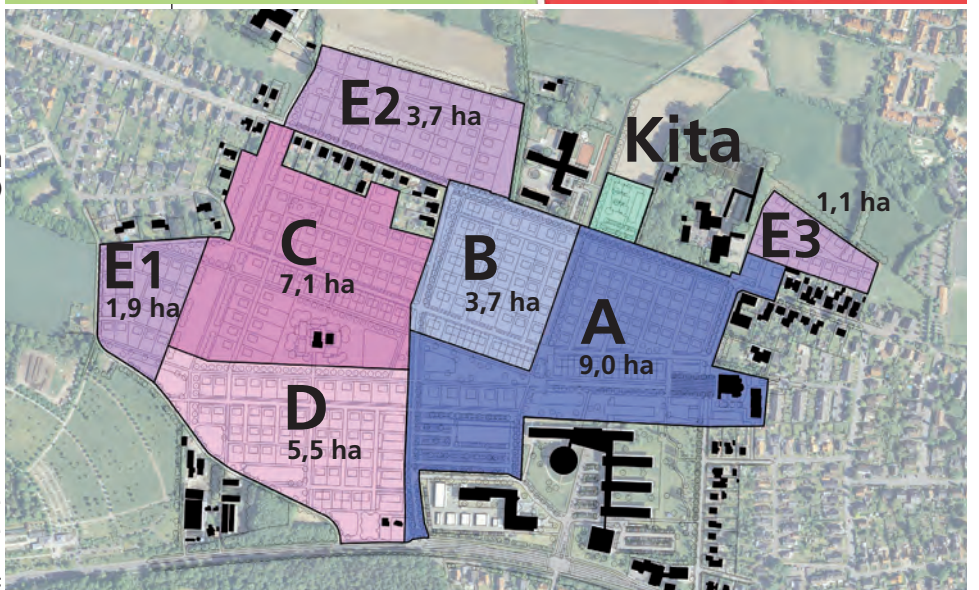 E2 3,7 ha
Kita
1,1 ha
E3
C
7,1 ha
B
3,7 ha
E1
1,9 ha
A
9,0 ha
D
5,5 ha